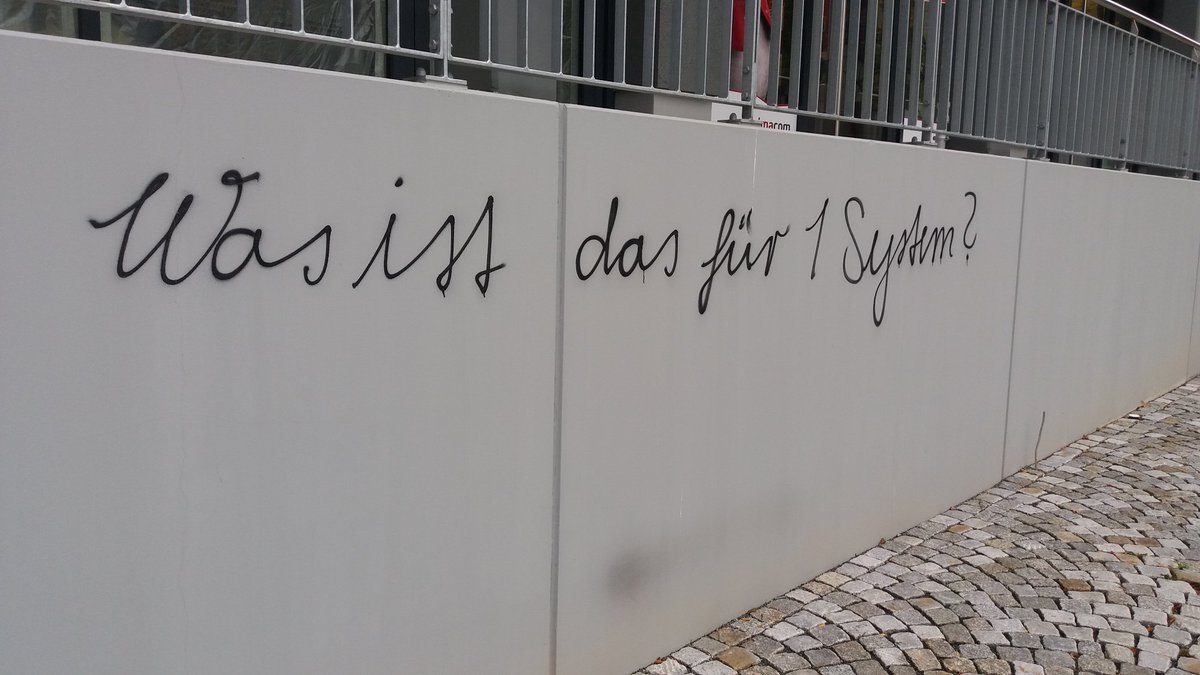 Was ist das für 1 System?